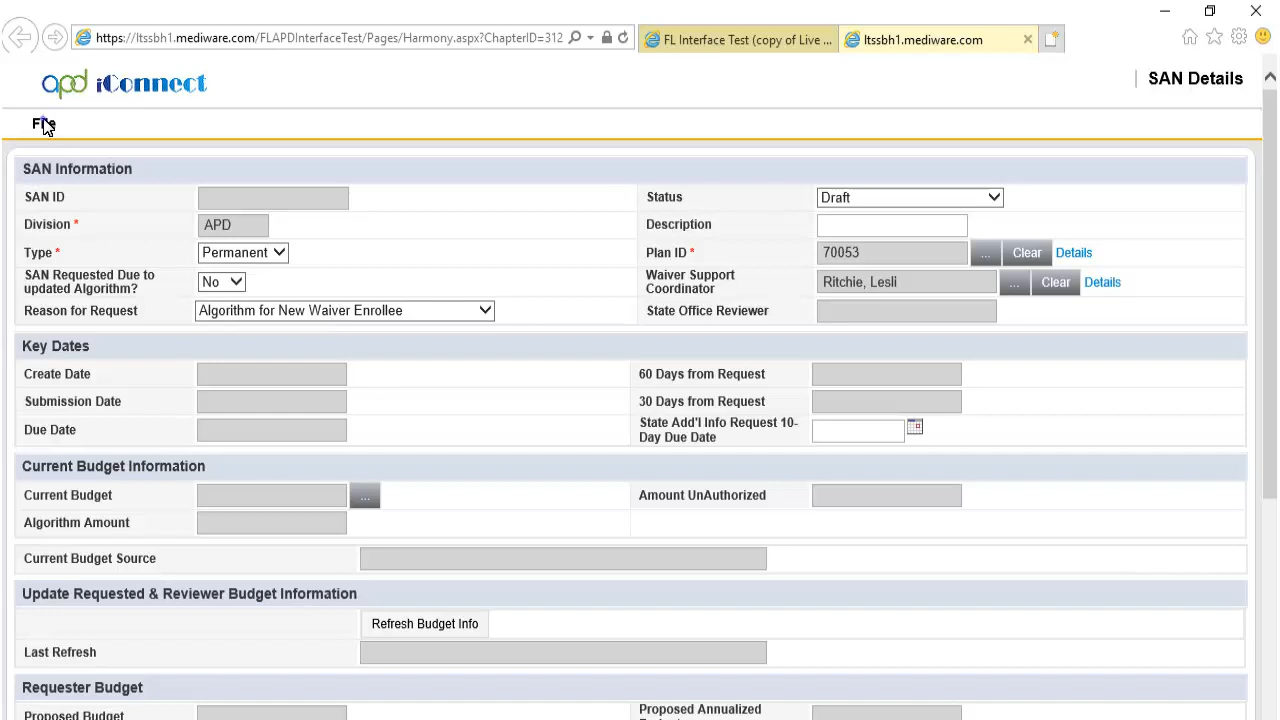 https://ltssbh1.mediware.com/FLAPDInterfaceTest/Pages/Harmony.aspx?ChapterID=312
FL Interface Test (copy of Live ...
ltssbh1.mediware.com
apd iConnect
SAN Details
File
SAN Information
SAN ID
Status
Draft
Division *
APD
Description
Type *
Permanent
Plan ID *
70053
...
Clear
Details
SAN Requested Due to
updated Algorithm?
No
Waiver Support
Coordinator
Ritchie, Lesli
...
Clear
Details
Reason for Request
Algorithm for New Waiver Enrollee
State Office Reviewer
Key Dates
Create Date
60 Days from Request
Submission Date
30 Days from Request
Due Date
State Add'l Info Request 10-
Day Due Date
Current Budget Information
Current Budget
...
Amount UnAuthorized
Algorithm Amount
Current Budget Source
Update Requested & Reviewer Budget Information
Refresh Budget Info
Last Refresh
Requester Budget
Proposed Budget
Proposed Annualized